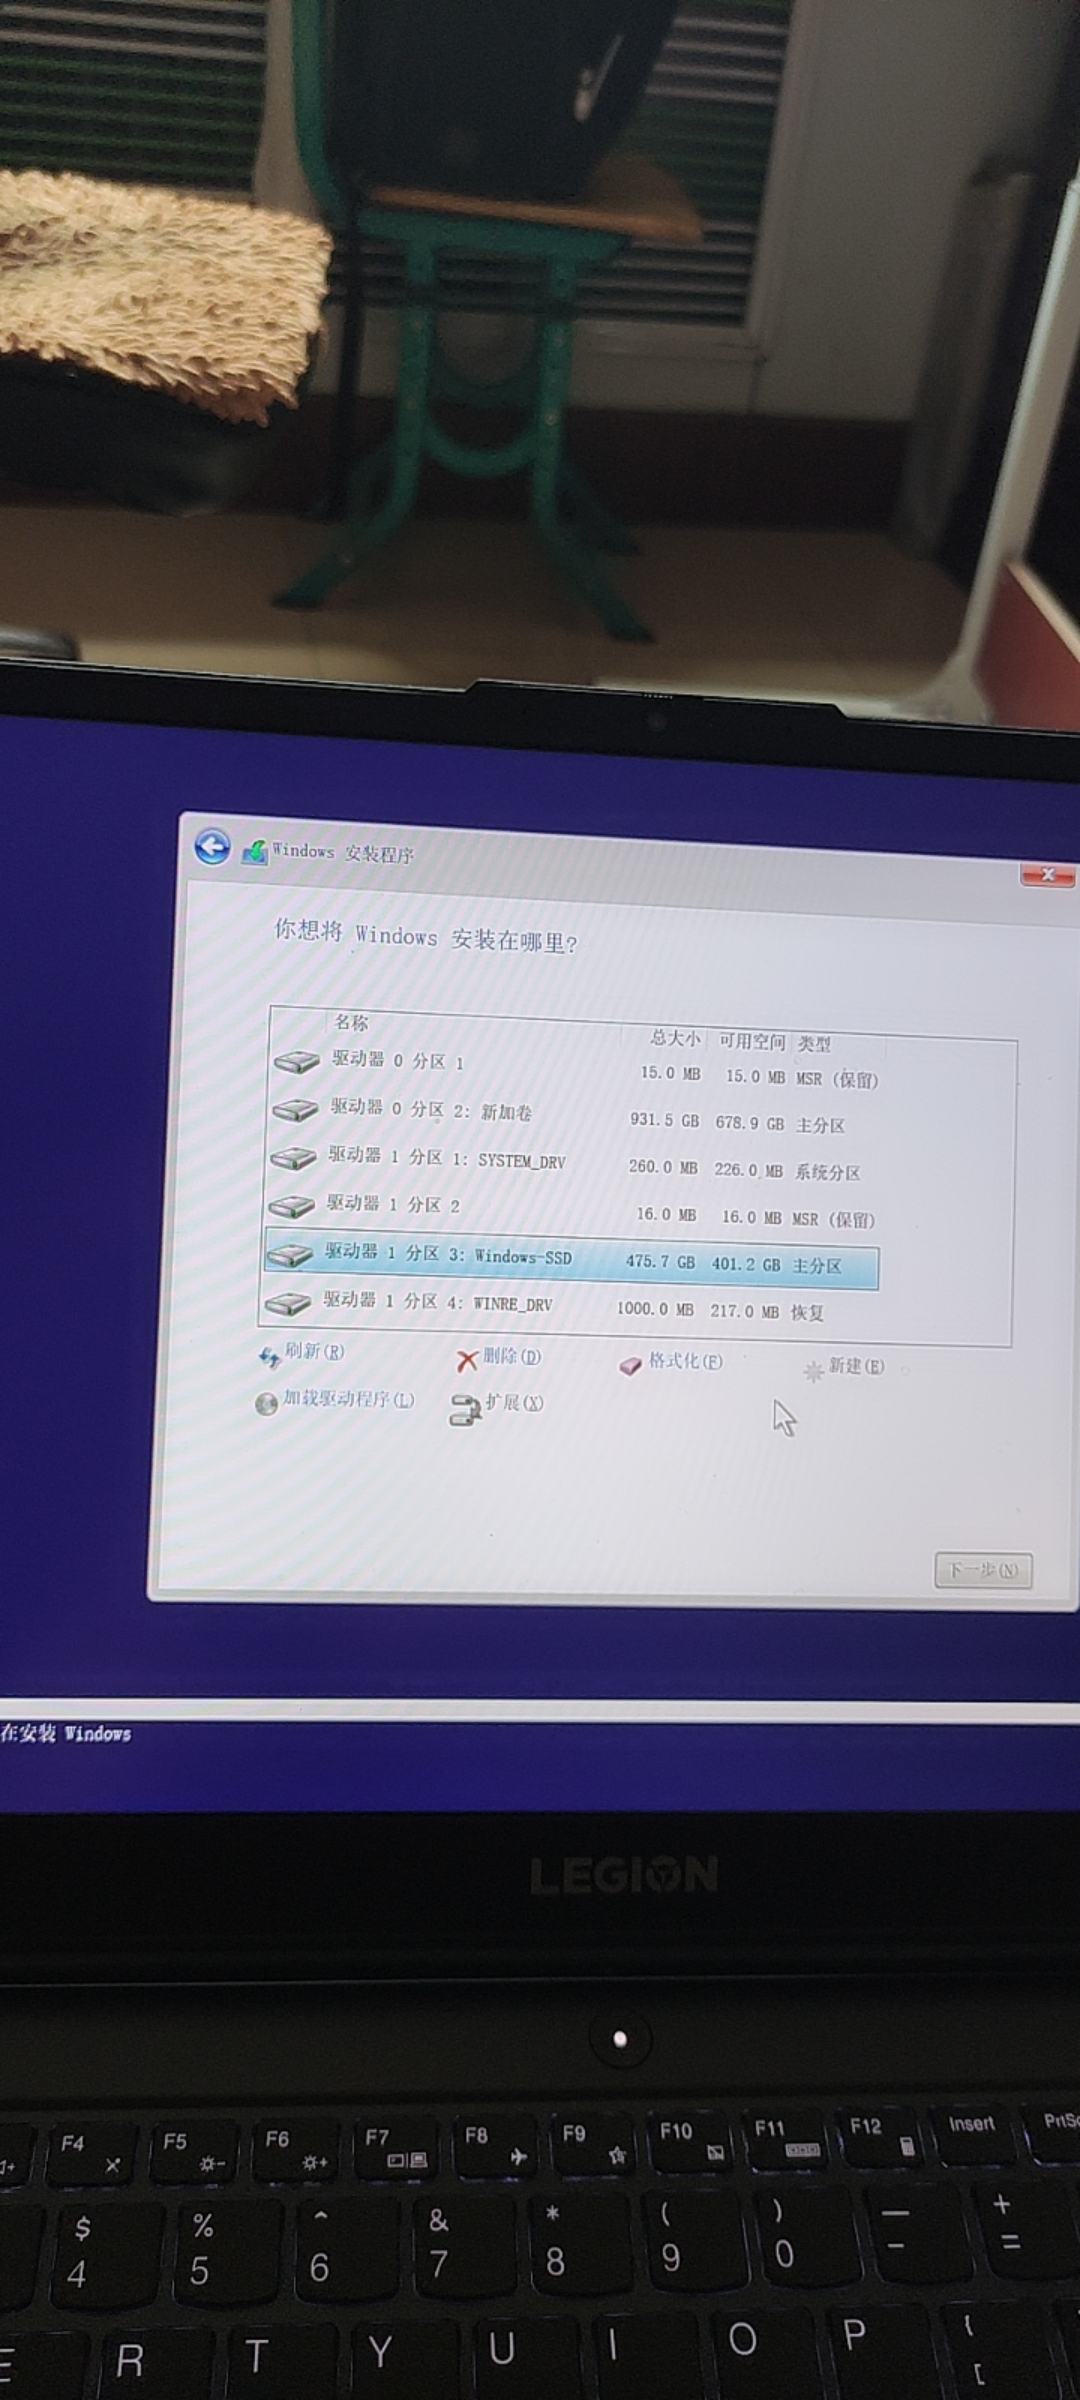 Windows 安装程序
你想将 Windows 安装在哪里?
名称 总大小 可用空间 类型
驱动器 0 分区 1 15.0 MB 15.0 MB MSR (保留)
驱动器 0 分区 2: 新加卷 931.5 GB 678.9 GB 主分区
驱动器 1 分区 1: SYSTEM_DRV 260.0 MB 226.0 MB 系统分区
驱动器 1 分区 2 16.0 MB 16.0 MB MSR (保留)
驱动器 1 分区 3: Windows-SSD 475.7 GB 401.2 GB 主分区
驱动器 1 分区 4: WINRE_DRV 1000.0 MB 217.0 MB 恢复
刷新(R) 删除(D) 格式化(F) 新建(E)
加载驱动程序(L) 扩展(X)
下一步(N)
在安装 Windows
LEGION
F4 F5 F6 F7 F8 F9 F10 F11 F12 Insert PrtSc
$ % ^ & * ( ) — +
4 5 6 7 8 9 0 - =
E R T Y U I O P {
[